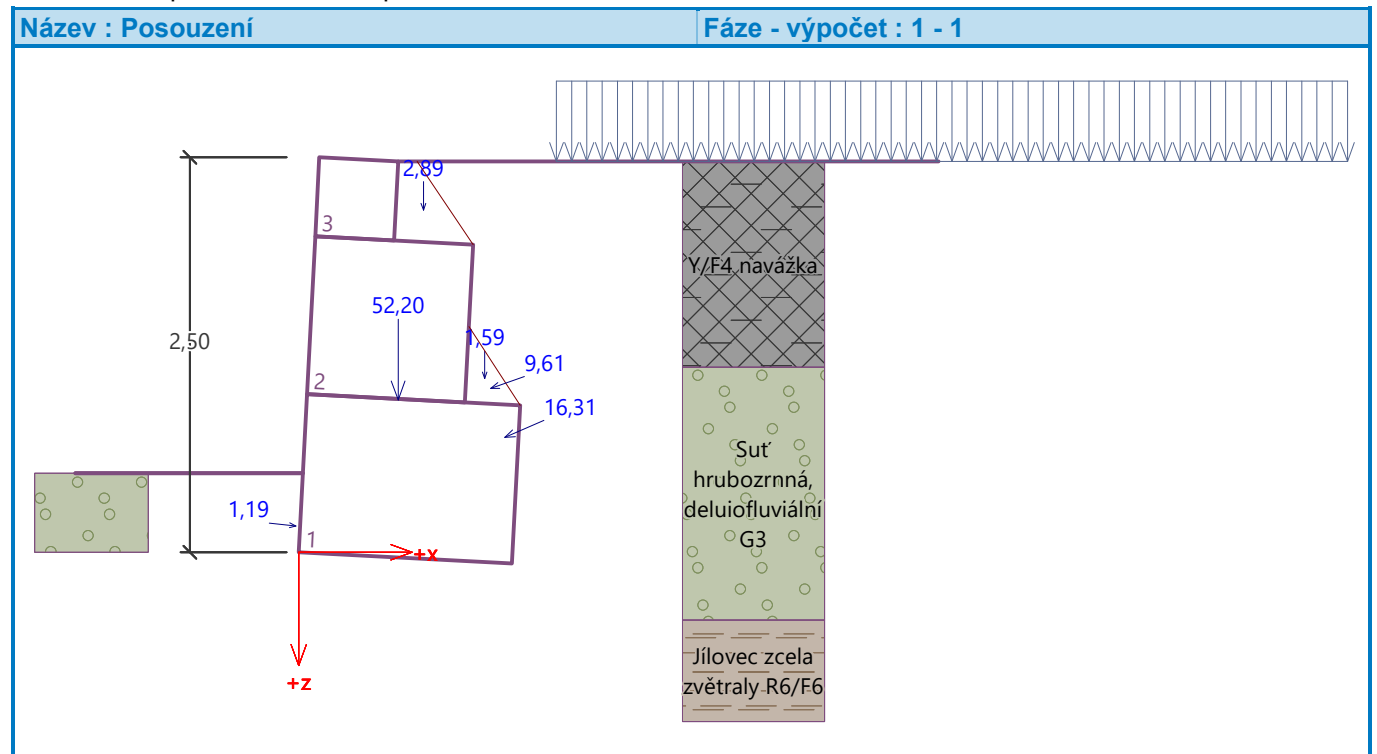 Název : Posouzení
Fáze - výpočet : 1 - 1
2,89
3
Y/F4 navážka
52,20
2,50
1,59
9,61
2
16,31
Suť
hrubozrnná,
deluiofluviální
G3
1,19
1
+x
Jílovec zcela
zvětraly R6/F6
+z